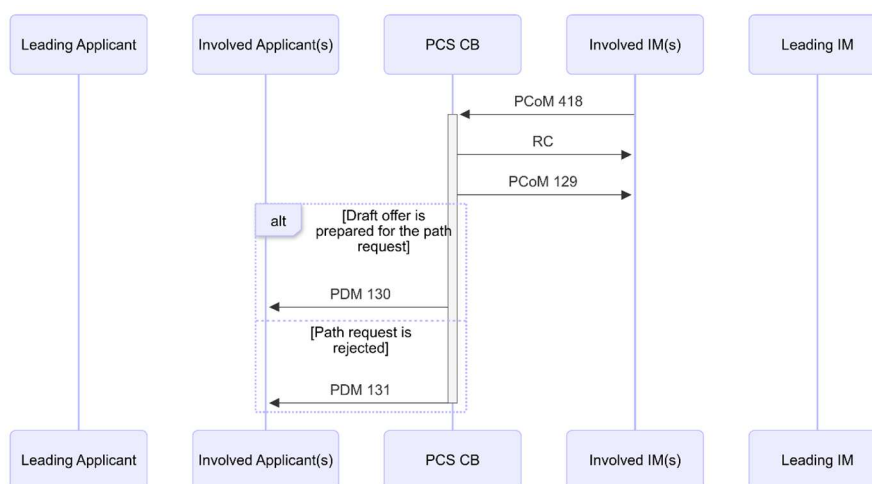 Leading Applicant
Involved Applicant(s)
PCS CB
Involved IM(s)
Leading IM
PCoM 418
RC
PCoM 129
alt
[Draft offer is
prepared for the path
request]
PDM 130
[Path request is
rejected]
PDM 131
Leading Applicant
Involved Applicant(s)
PCS CB
Involved IM(s)
Leading IM